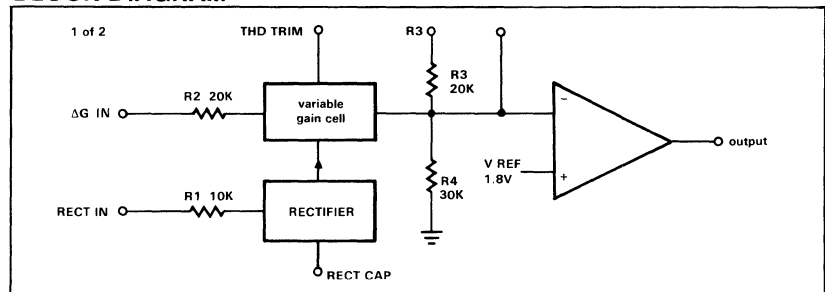 1 of 2
THD TRIM
R3
R3
20K
R2 20K
ΔG IN
variable
gain cell
−
output
V REF
1.8V
+
R4
30K
R1 10K
RECT IN
RECTIFIER
RECT CAP